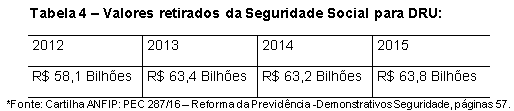 Tabela 4 – Valores retirados da Seguridade Social para DRU:
2012 2013 2014 2015
R$ 58,1 Bilhões R$ 63,4 Bilhões R$ 63,2 Bilhões R$ 63,8 Bilhões
*Fonte: Cartilha ANFIP: PEC 287/16 – Reforma da Previdência -Demonstrativos Seguridade, páginas 57.